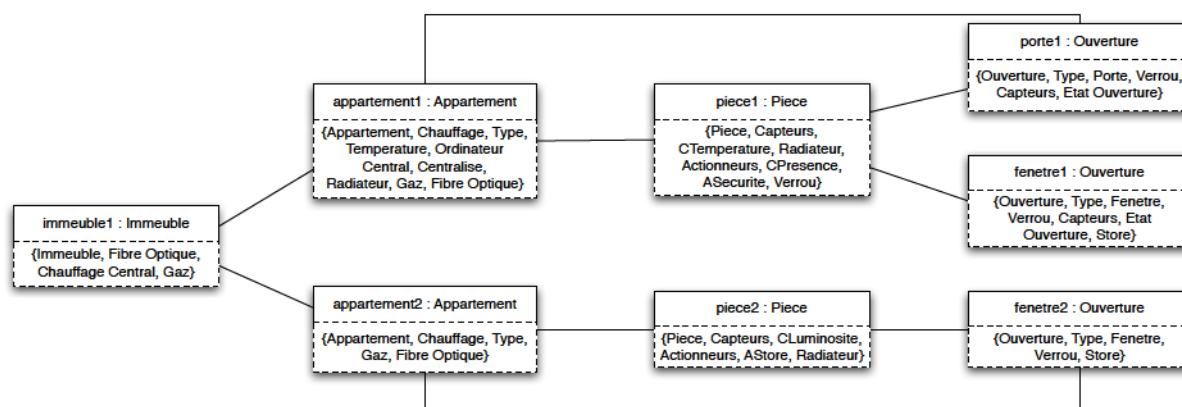 porte1 : Ouverture
{Ouverture, Type, Porte, Verrou,
Capteurs, Etat Ouverture}
appartement1 : Appartement
{Appartement, Chauffage, Type,
Temperature, Ordinateur
Central, Centralise,
Radiateur, Gaz, Fibre Optique}
piece1 : Piece
{Piece, Capteurs,
CTemperature, Radiateur,
Actionneurs, CPresence,
ASecurite, Verrou}
fenetre1 : Ouverture
{Ouverture, Type, Fenetre,
Verrou, Capteurs, Etat
Ouverture, Store}
immeuble1 : Immeuble
{Immeuble, Fibre Optique,
Chauffage Central, Gaz}
appartement2 : Appartement
{Appartement, Chauffage, Type,
Gaz, Fibre Optique}
piece2 : Piece
{Piece, Capteurs, CLuminosite,
Actionneurs, AStore, Radiateur}
fenetre2 : Ouverture
{Ouverture, Type, Fenetre,
Verrou, Store}